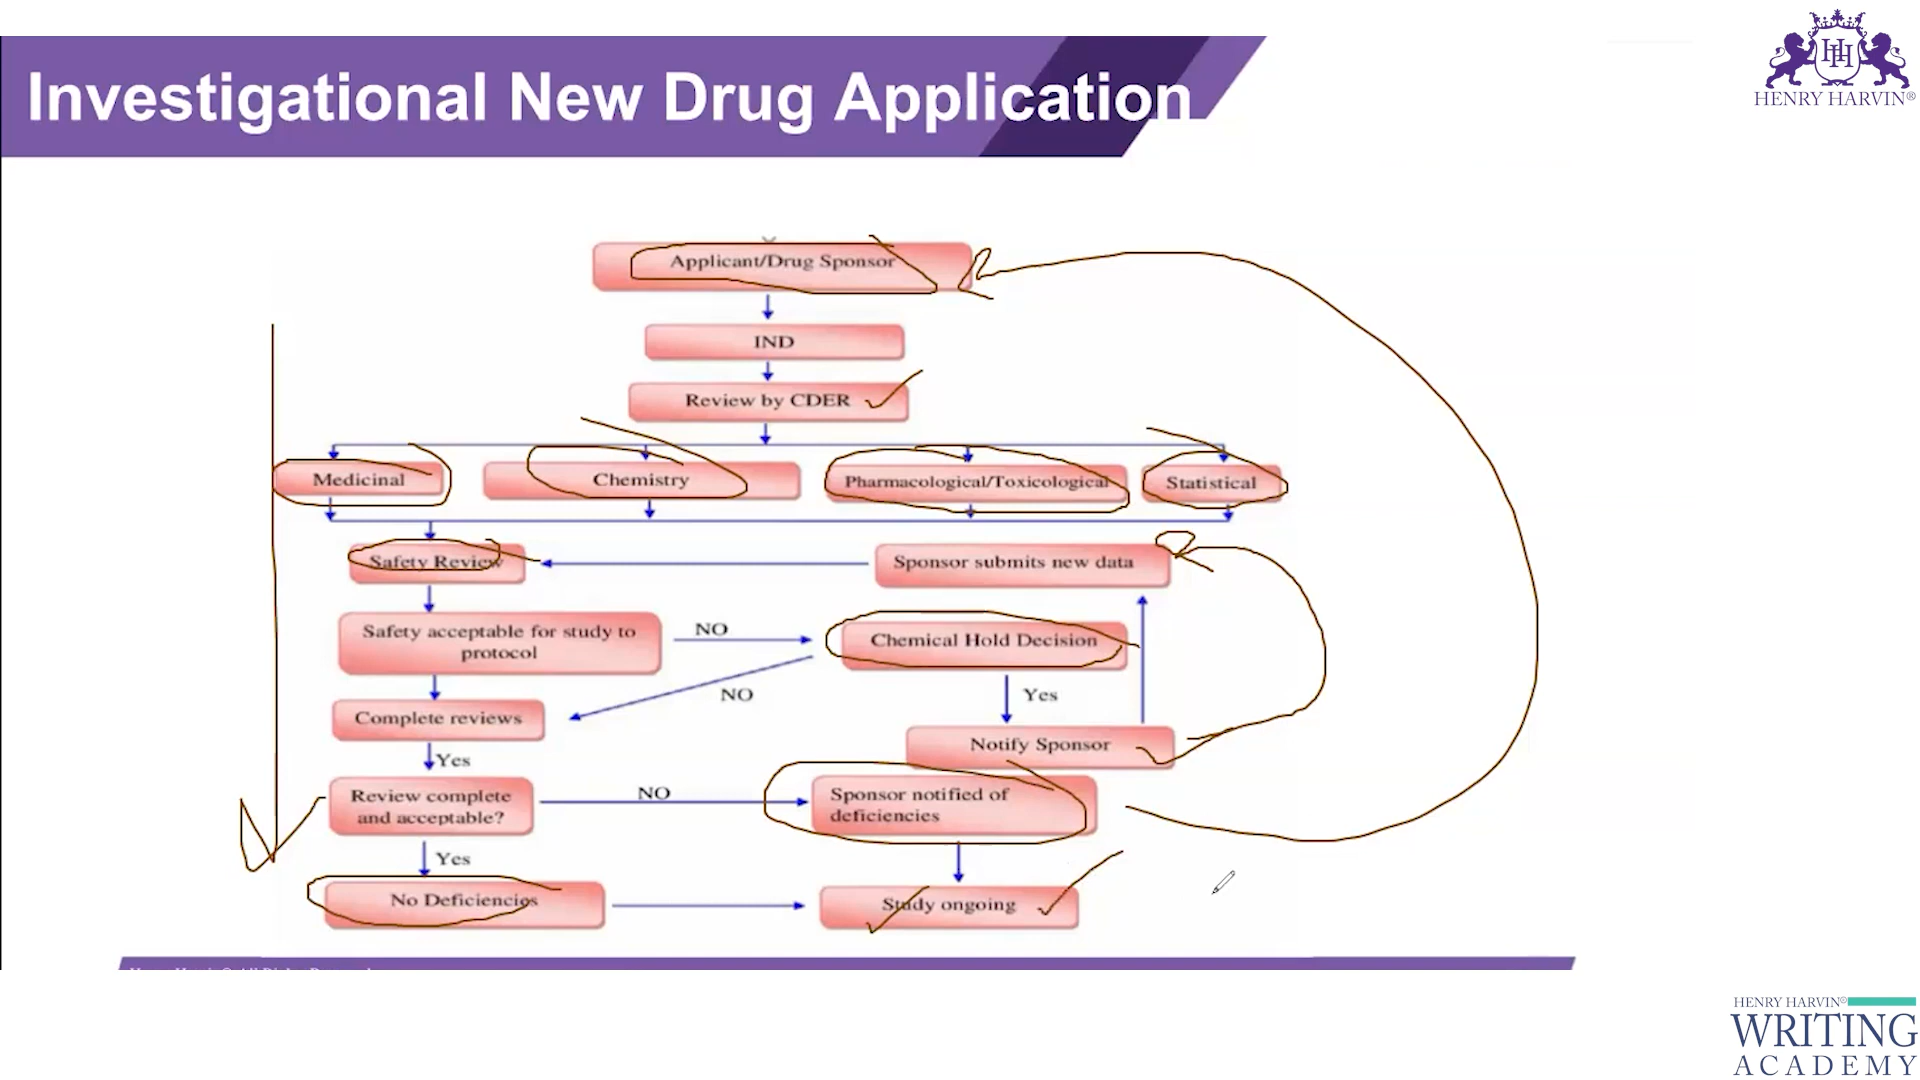 Investigational New Drug Application
HENRY HARVIN®
Applicant/Drug Sponsor
IND
Review by CDER
Medicinal
Chemistry
Pharmacological/Toxicological
Statistical
Safety Review
Sponsor submits new data
Safety acceptable for study to
protocol
NO
Chemical Hold Decision
NO
Yes
Complete reviews
Notify Sponsor
Yes
Review complete
and acceptable?
NO
Sponsor notified of
deficiencies
Yes
No Deficiencies
Study ongoing
HENRY HARVIN©
WRITING
ACADEMY